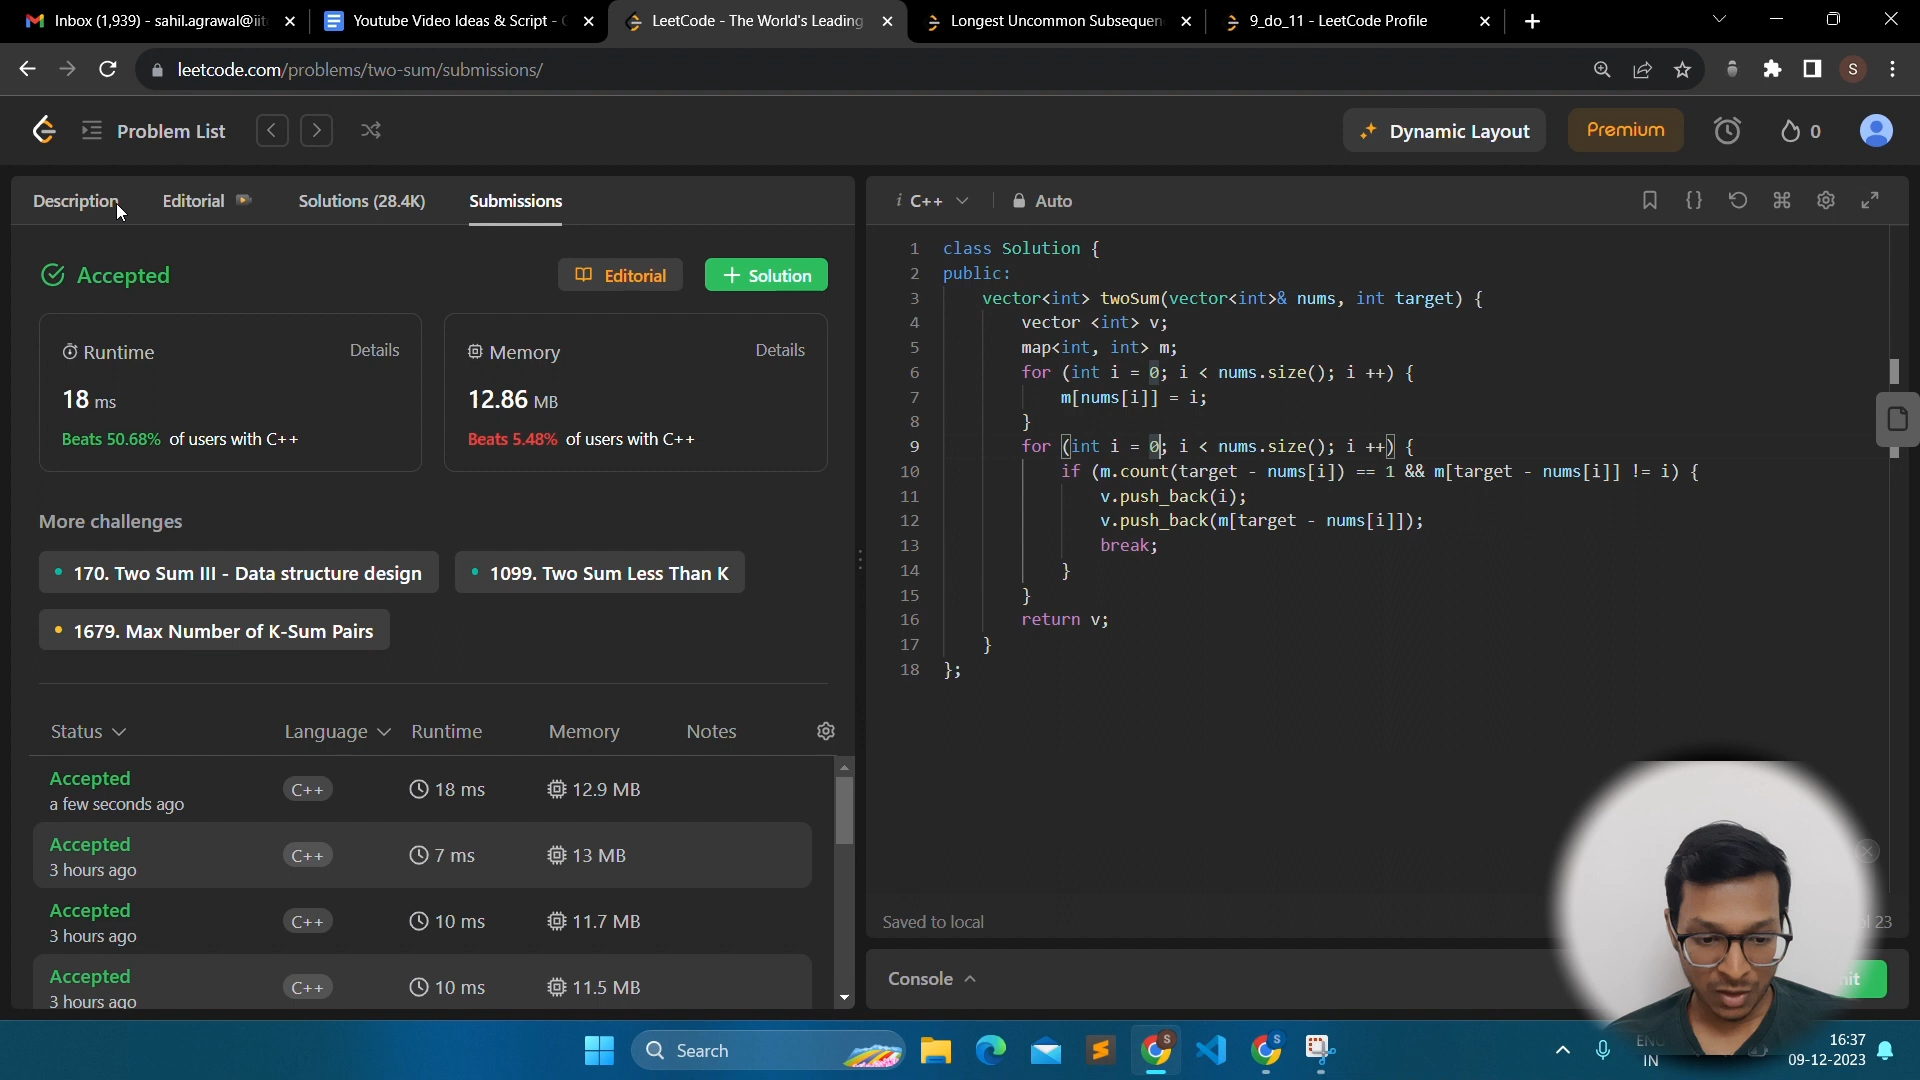 Inbox (1,939) - sahil.agrawal@iit
Youtube Video Ideas & Script -
LeetCode - The World's Leading
Longest Uncommon Subsequen
9_do_11 - LeetCode Profile
leetcode.com/problems/two-sum/submissions/
S
Problem List
Dynamic Layout
Premium
0
Description
Editorial
Solutions (28.4K)
Submissions
Accepted
Editorial
+ Solution
Runtime
Details
18 ms
Beats 50.68% of users with C++
Memory
Details
12.86 MB
Beats 5.48% of users with C++
More challenges
170. Two Sum III - Data structure design
1099. Two Sum Less Than K
1679. Max Number of K-Sum Pairs
Status
Language
Runtime
Memory
Notes
Accepted
a few seconds ago
C++
18 ms
12.9 MB
Accepted
3 hours ago
C++
7 ms
13 MB
Accepted
3 hours ago
C++
10 ms
11.7 MB
Accepted
3 hours ago
C++
10 ms
11.5 MB
i C++
Auto
1 class Solution {
2 public:
3 vector<int> twoSum(vector<int>& nums, int target) {
4 vector <int> v;
5 map<int, int> m;
6 for (int i = 0; i < nums.size(); i ++) {
7 m[nums[i]] = i;
8 }
9 for (int i = 0; i < nums.size(); i ++) {
10 if (m.count(target - nums[i]) == 1 && m[target - nums[i]] != i) {
11 v.push_back(i);
12 v.push_back(m[target - nums[i]]);
13 break;
14 }
15 }
16 return v;
17 }
18 };
Saved to local
ol 23
Console
it
Search
ENG
IN
16:37
09-12-2023